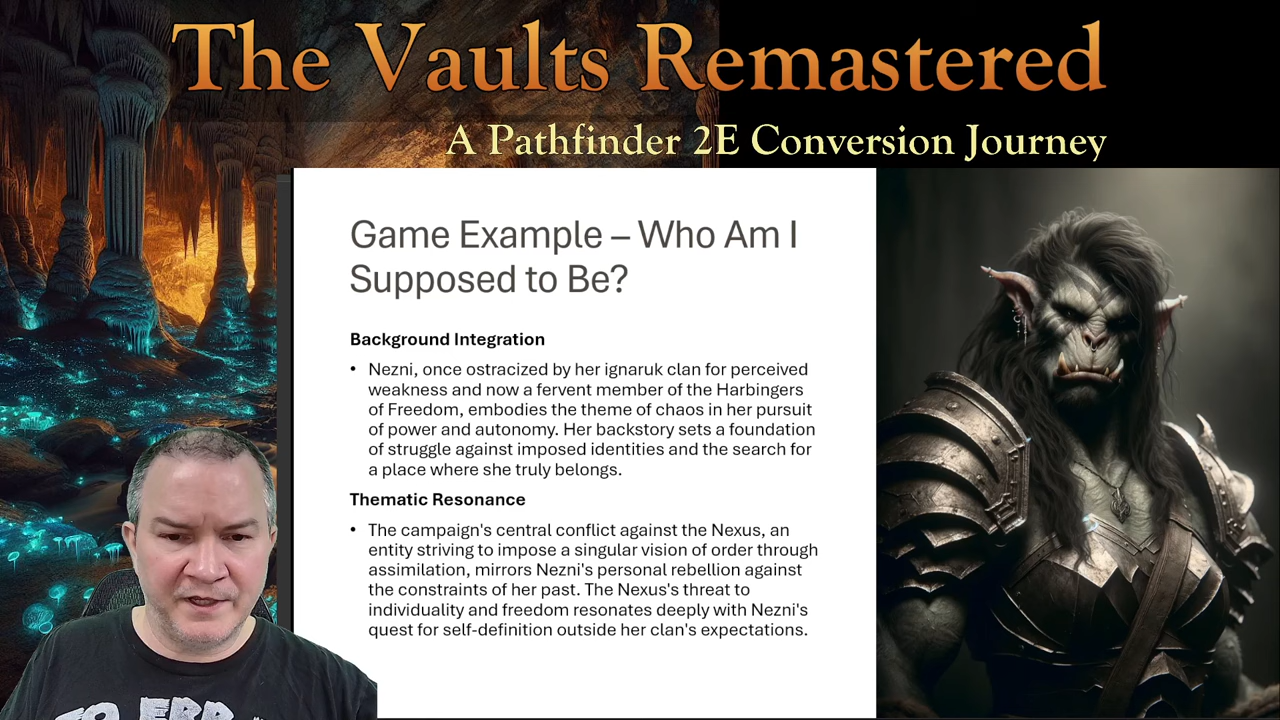 The Vaults Remastered
A Pathfinder 2E Conversion Journey
Game Example – Who Am I
Supposed to Be?
Background Integration
• Nezni, once ostracized by her ignaruk clan for perceived
weakness and now a fervent member of the Harbingers
of Freedom, embodies the theme of chaos in her pursuit
of power and autonomy. Her backstory sets a foundation
of struggle against imposed identities and the search for
a place where she truly belongs.
Thematic Resonance
• The campaign's central conflict against the Nexus, an
entity striving to impose a singular vision of order through
assimilation, mirrors Nezni's personal rebellion against
the constraints of her past. The Nexus's threat to
individuality and freedom resonates deeply with Nezni's
quest for self-definition outside her clan's expectations.
TO ERR